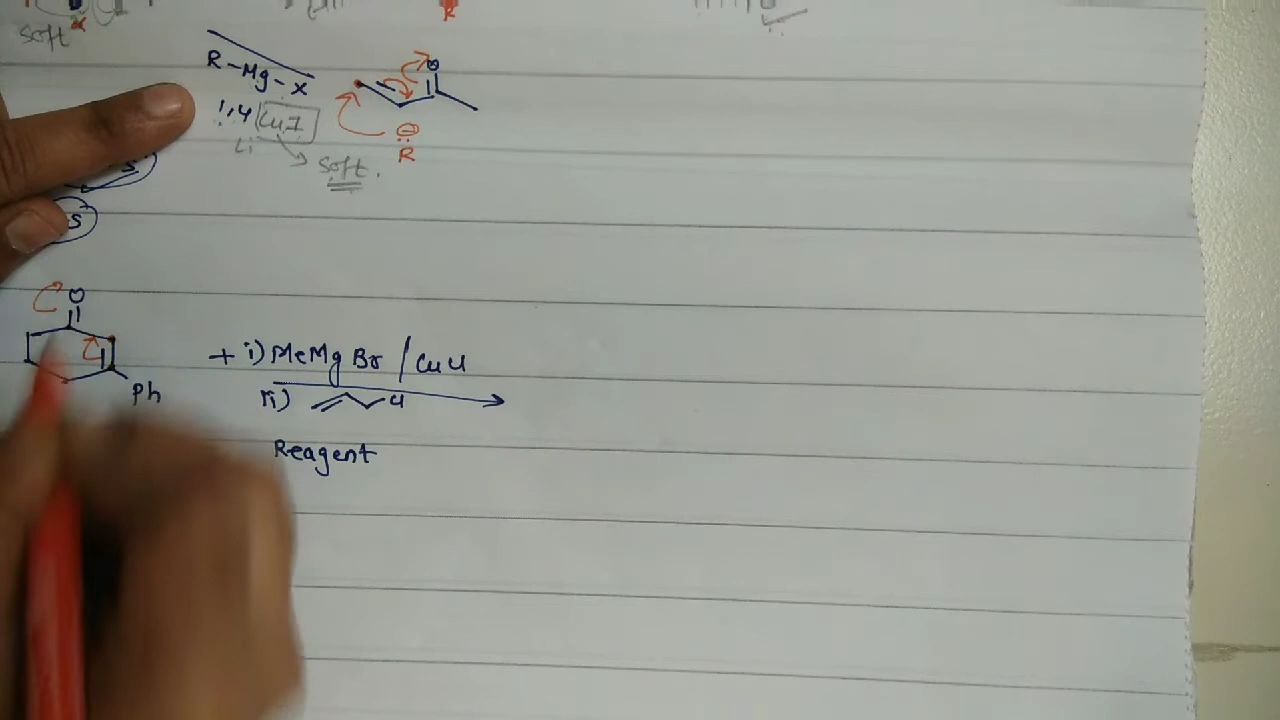 soft
R
R-Mg-X
1,4 CuI
Li
soft.
O
⊖
R
S
O
Ph
+ i) MeMgBr / CuCl
ii) Cl
Reagent